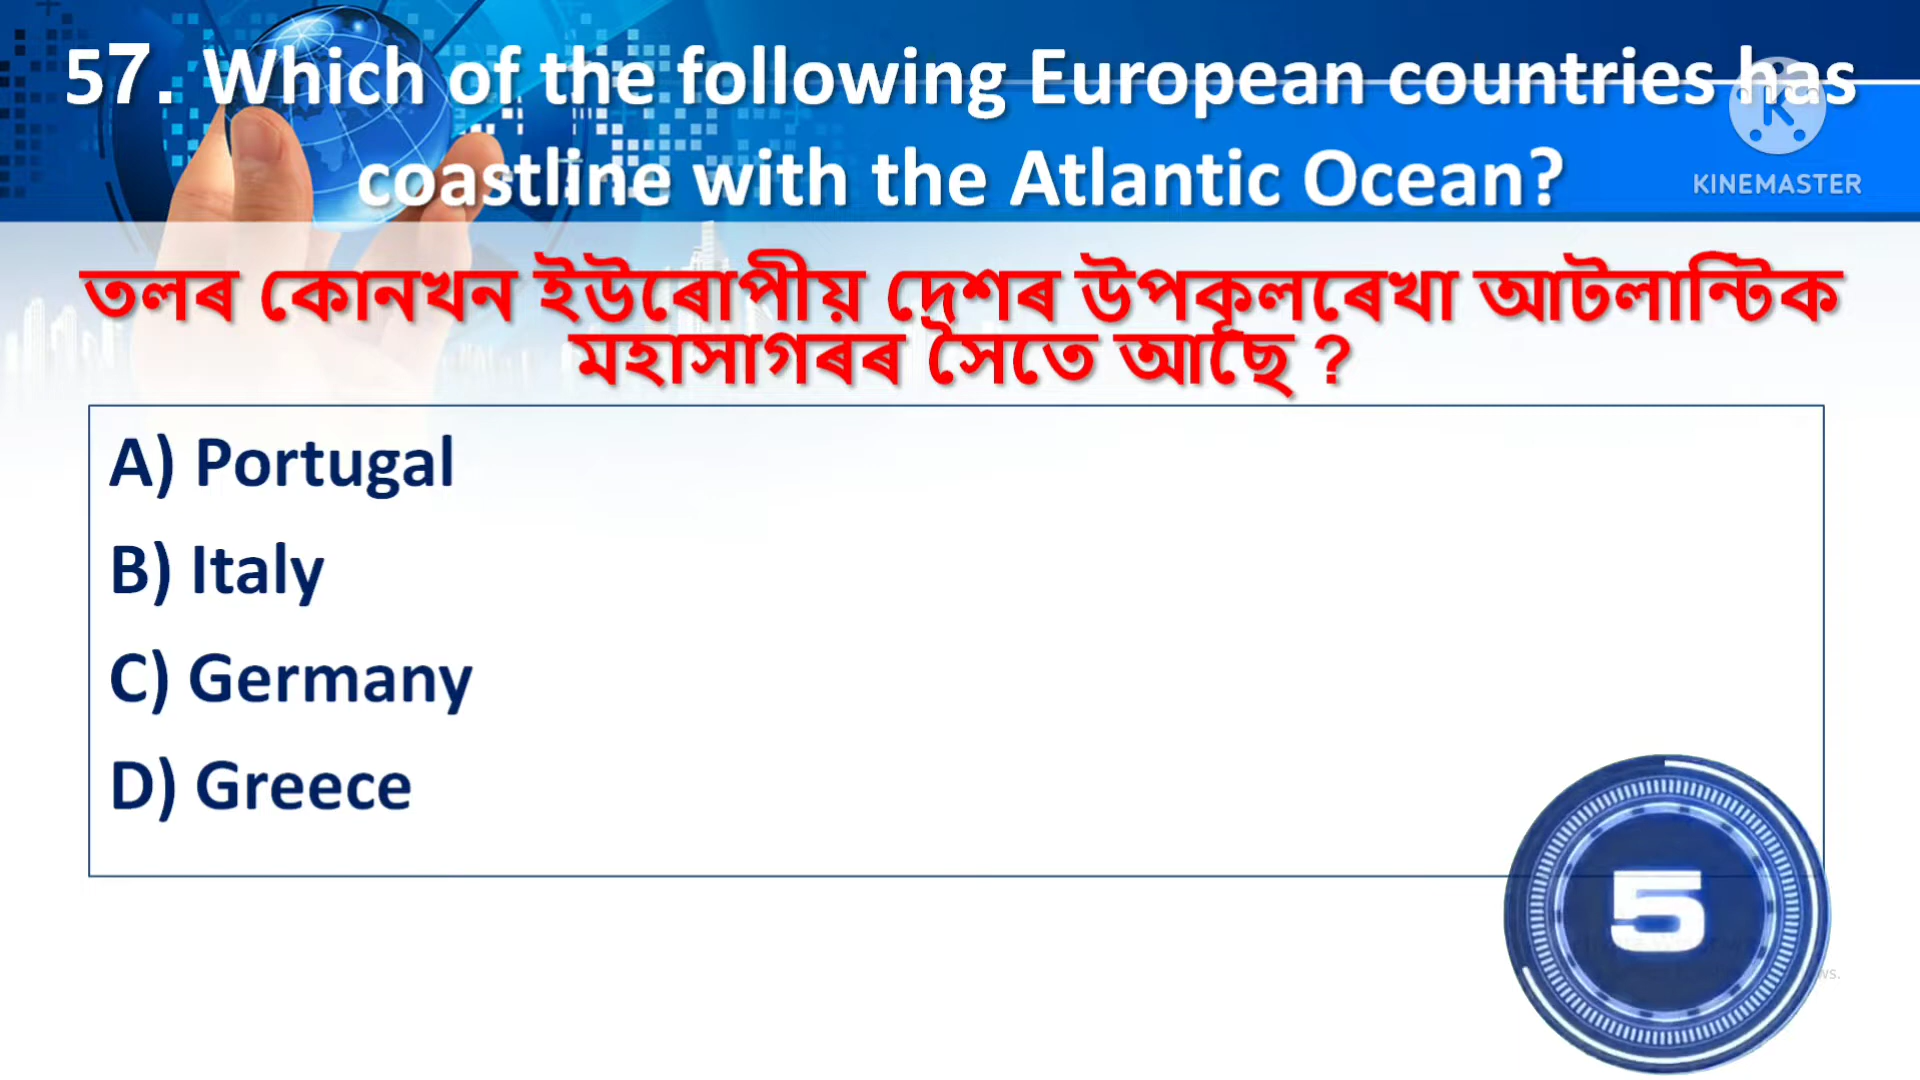 57. Which of the following European countries has
coastline with the Atlantic Ocean?
KINEMASTER
তলৰ কোনখন ইউৰোপীয় দেশৰ উপকূলৰেখা আটলান্টিক
মহাসাগৰৰ সৈতে আছে ?
A) Portugal
B) Italy
C) Germany
D) Greece
5